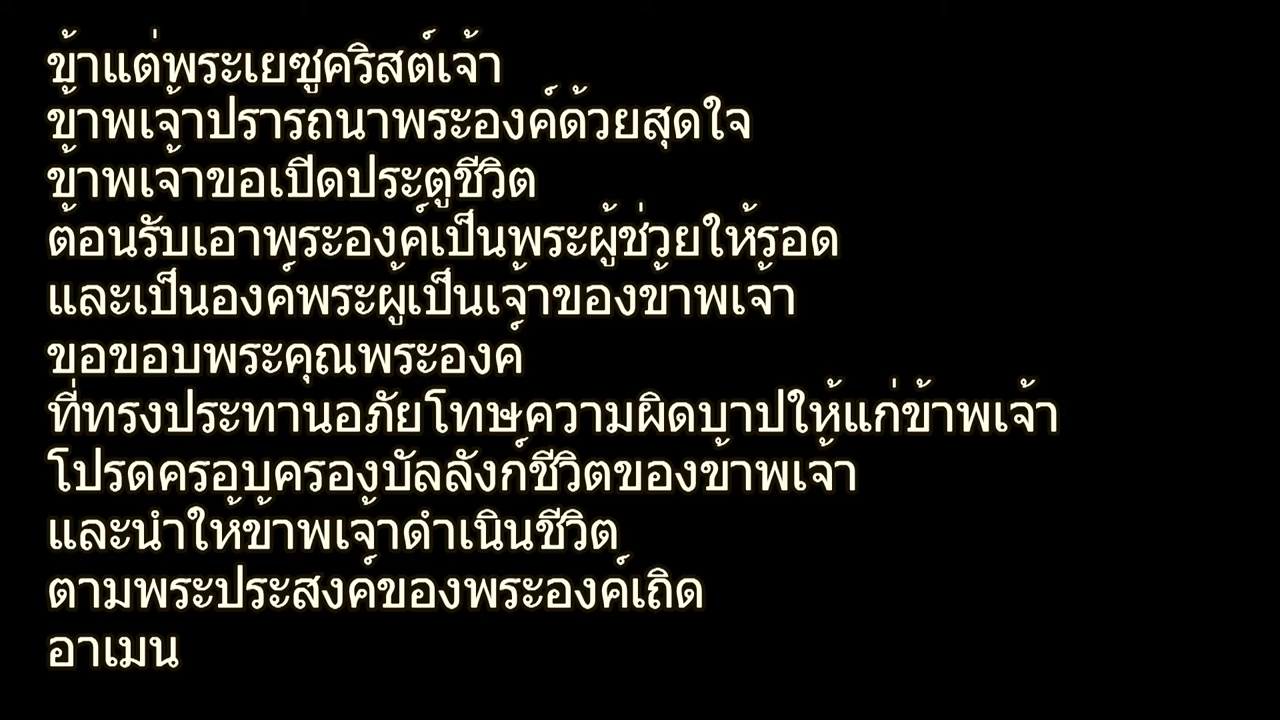 ข้าแต่พระเยซูคริสต์เจ้า
ข้าพเจ้าปรารถนาพระองค์ด้วยสุดใจ
ข้าพเจ้าขอเปิดประตูชีวิต
ต้อนรับเอาพระองค์เป็นพระผู้ช่วยให้รอด
และเป็นองค์พระผู้เป็นเจ้าของข้าพเจ้า
ขอขอบพระคุณพระองค์
ที่ทรงประทานอภัยโทษความผิดบาปให้แก่ข้าพเจ้า
โปรดครอบครองบัลลังก์ชีวิตของข้าพเจ้า
และนำให้ข้าพเจ้าดำเนินชีวิต
ตามพระประสงค์ของพระองค์เถิด
อาเมน